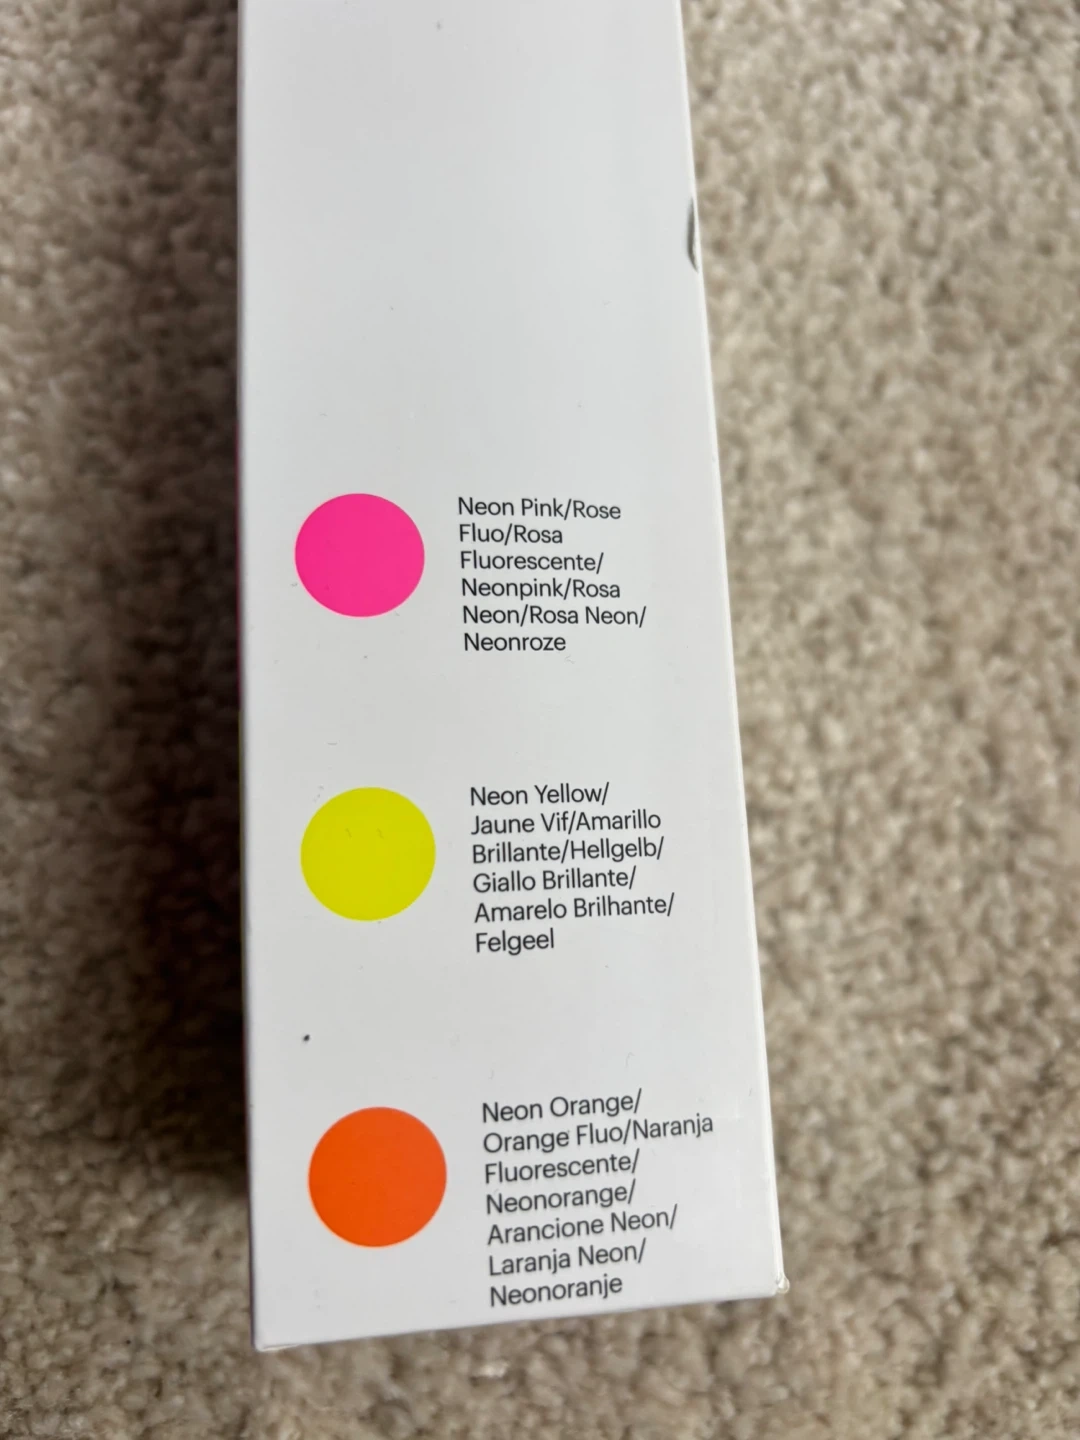 Neon Pink/Rose
Fluo/Rosa
Fluorescente/
Neonpink/Rosa
Neon/Rosa Neon/
Neonroze
Neon Yellow/
Jaune Vif/Amarillo
Brillante/Hellgelb/
Giallo Brillante/
Amarelo Brilhante/
Felgeel
Neon Orange/
Orange Fluo/Naranja
Fluorescente/
Neonorange/
Arancione Neon/
Laranja Neon/
Neonoranje